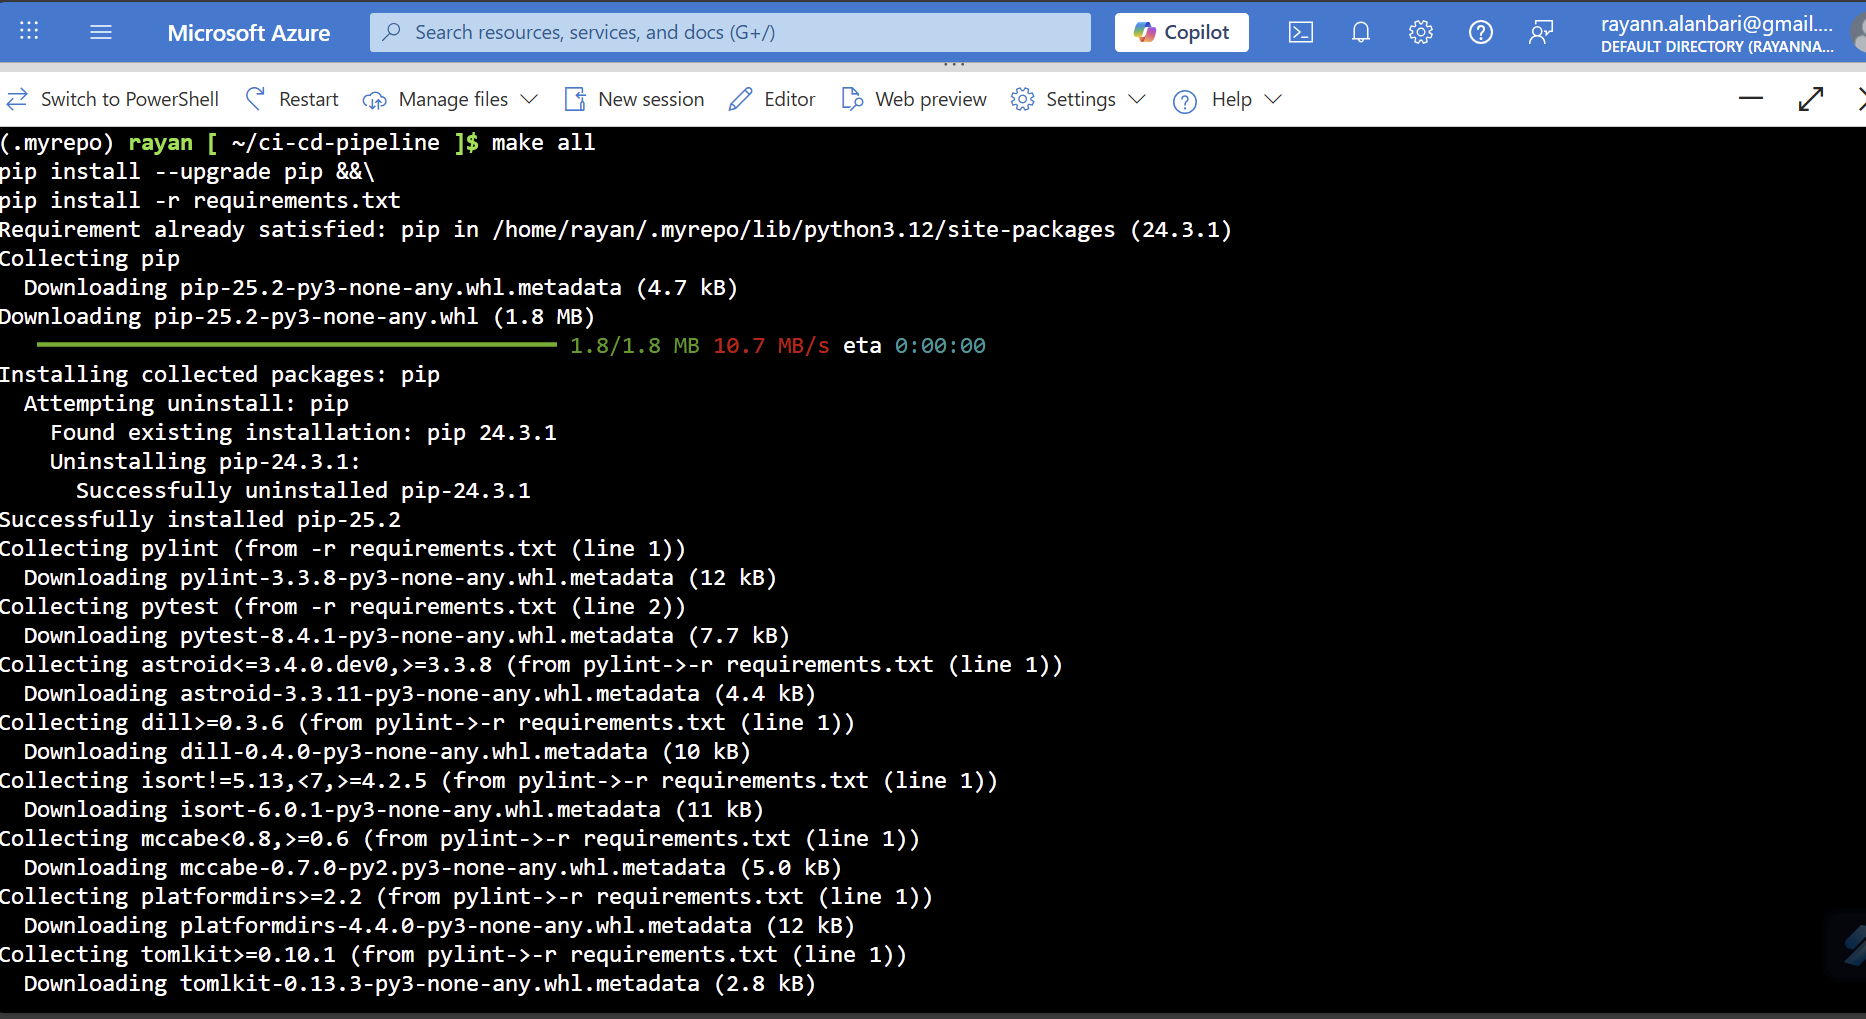 Microsoft Azure
Search resources, services, and docs (G+/)
Copilot
rayann.alanbari@gmail....
DEFAULT DIRECTORY (RAYANNA...
Switch to PowerShell Restart Manage files New session Editor Web preview Settings Help
(.myrepo) rayan [ ~/ci-cd-pipeline ]$ make all
pip install --upgrade pip &&\
pip install -r requirements.txt
Requirement already satisfied: pip in /home/rayan/.myrepo/lib/python3.12/site-packages (24.3.1)
Collecting pip
  Downloading pip-25.2-py3-none-any.whl.metadata (4.7 kB)
Downloading pip-25.2-py3-none-any.whl (1.8 MB)
1.8/1.8 MB 10.7 MB/s eta 0:00:00
Installing collected packages: pip
  Attempting uninstall: pip
    Found existing installation: pip 24.3.1
    Uninstalling pip-24.3.1:
      Successfully uninstalled pip-24.3.1
Successfully installed pip-25.2
Collecting pylint (from -r requirements.txt (line 1))
  Downloading pylint-3.3.8-py3-none-any.whl.metadata (12 kB)
Collecting pytest (from -r requirements.txt (line 2))
  Downloading pytest-8.4.1-py3-none-any.whl.metadata (7.7 kB)
Collecting astroid<=3.4.0.dev0,>=3.3.8 (from pylint->-r requirements.txt (line 1))
  Downloading astroid-3.3.11-py3-none-any.whl.metadata (4.4 kB)
Collecting dill>=0.3.6 (from pylint->-r requirements.txt (line 1))
  Downloading dill-0.4.0-py3-none-any.whl.metadata (10 kB)
Collecting isort!=5.13,<7,>=4.2.5 (from pylint->-r requirements.txt (line 1))
  Downloading isort-6.0.1-py3-none-any.whl.metadata (11 kB)
Collecting mccabe<0.8,>=0.6 (from pylint->-r requirements.txt (line 1))
  Downloading mccabe-0.7.0-py2.py3-none-any.whl.metadata (5.0 kB)
Collecting platformdirs>=2.2 (from pylint->-r requirements.txt (line 1))
  Downloading platformdirs-4.4.0-py3-none-any.whl.metadata (12 kB)
Collecting tomlkit>=0.10.1 (from pylint->-r requirements.txt (line 1))
  Downloading tomlkit-0.13.3-py3-none-any.whl.metadata (2.8 kB)